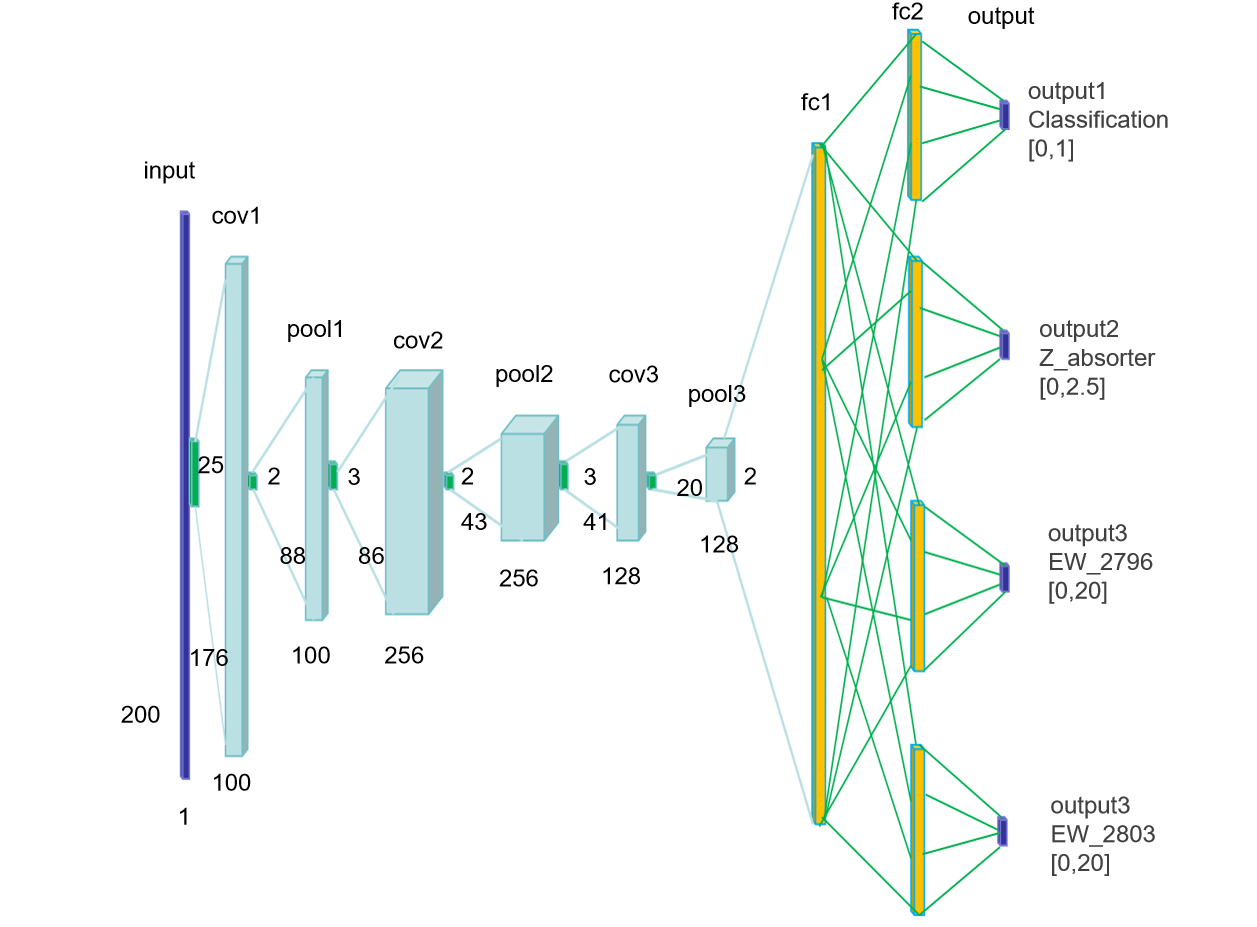 input
200
1
25
cov1
176
100
2
pool1
88
100
3
cov2
86
256
2
pool2
43
256
3
cov3
41
128
pool3
20
2
128
fc1
fc2
output
output1
Classification
[0,1]
output2
Z_absorter
[0,2.5]
output3
EW_2796
[0,20]
output3
EW_2803
[0,20]